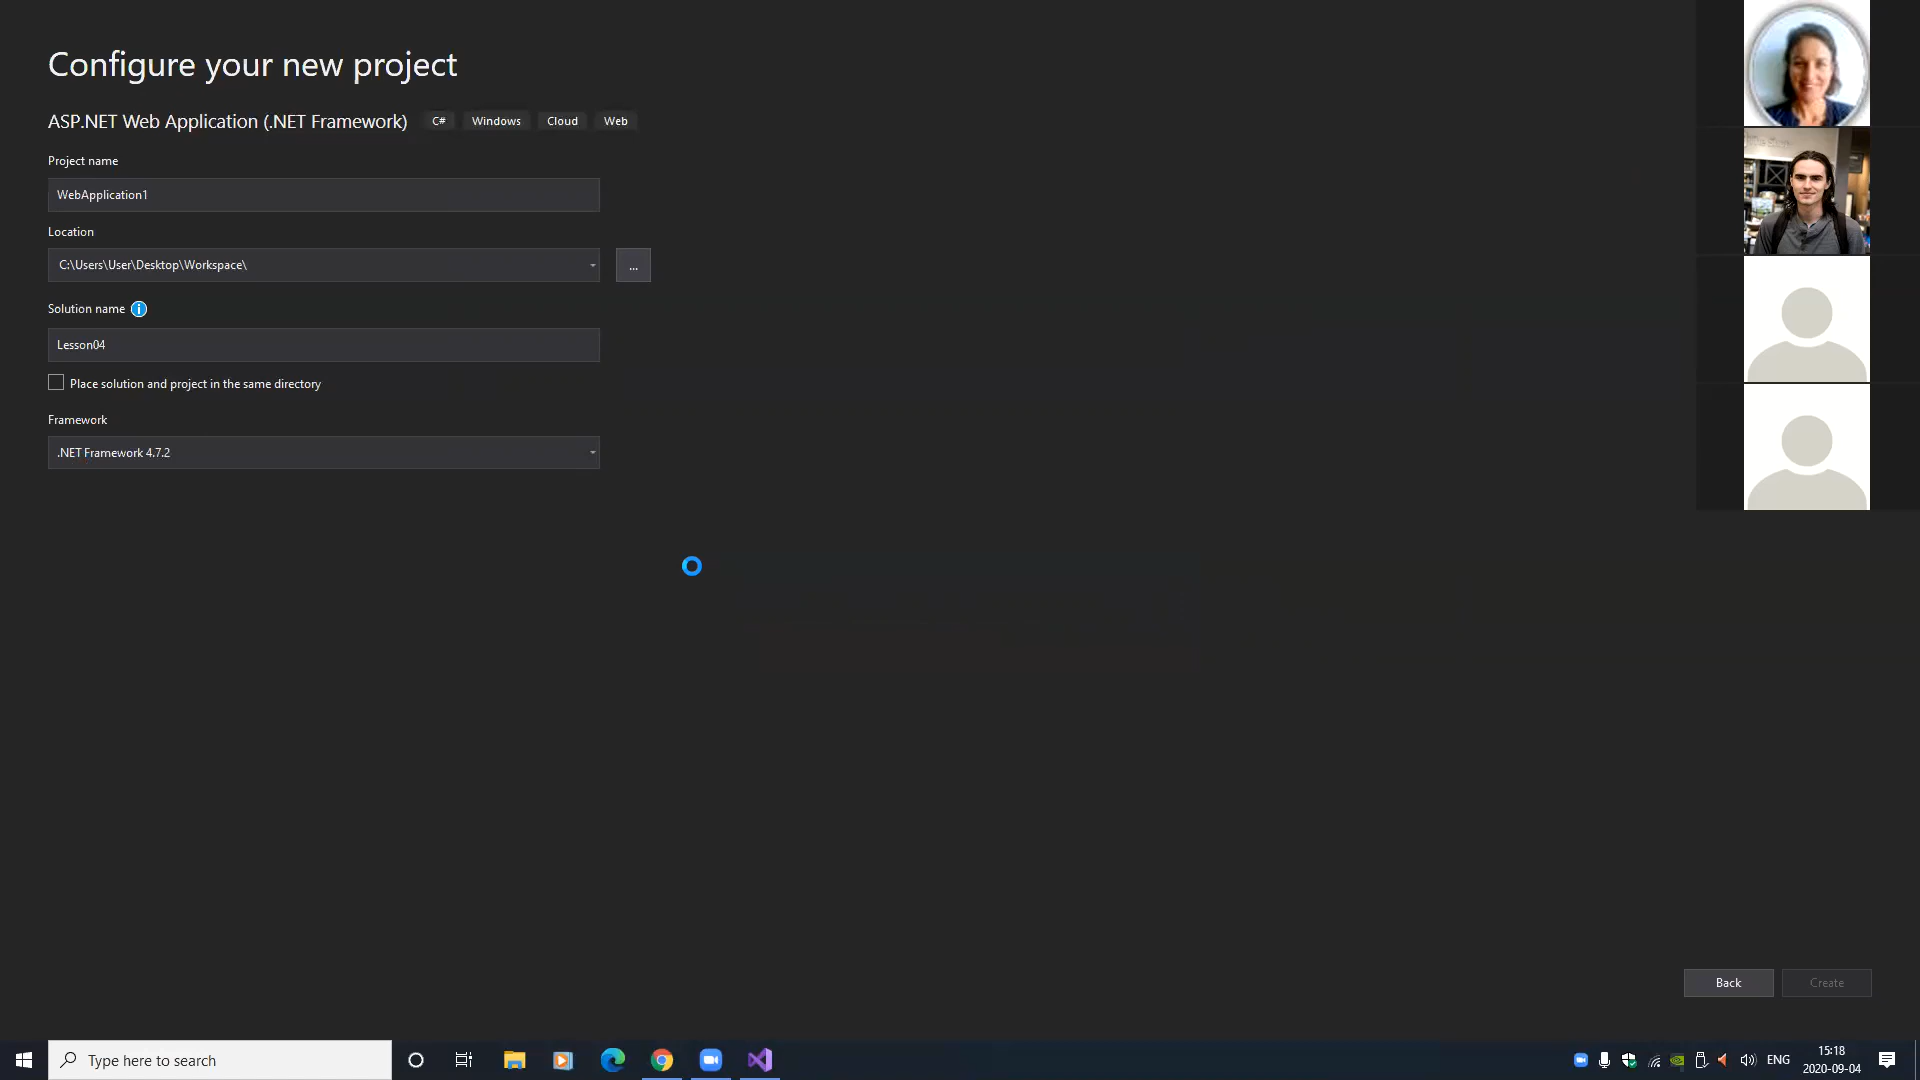 Configure your new project
ASP.NET Web Application (.NET Framework) C# Windows Cloud Web
Project name
WebApplication1
Location
C:\Users\User\Desktop\Workspace\
...
Solution name i
Lesson04
Place solution and project in the same directory
Framework
.NET Framework 4.7.2
Back Create
Type here to search
ENG
15:18
2020-09-04